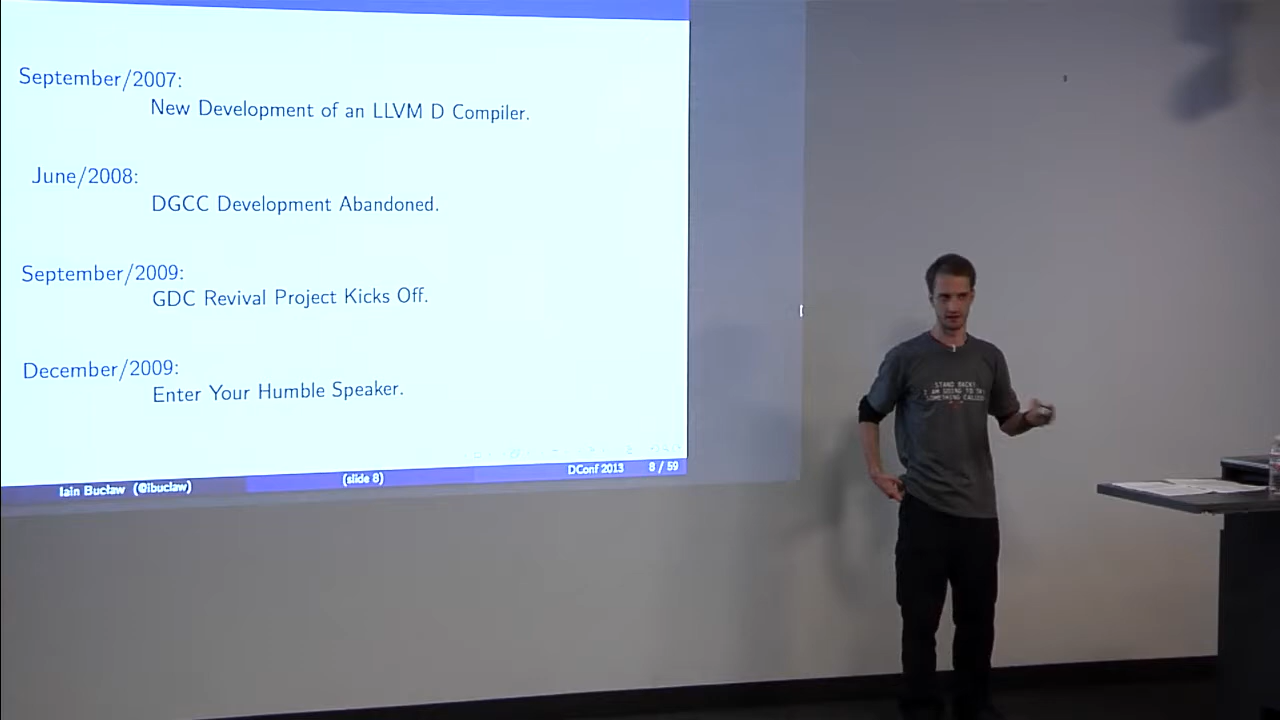 September/2007:
New Development of an LLVM D Compiler.
June/2008:
DGCC Development Abandoned.
September/2009:
GDC Revival Project Kicks Off.
December/2009:
Enter Your Humble Speaker.
Iain Bucław (@ibuclaw)
(slide 8)
DConf 2013
8 / 59
STAND BACK!
I AM GOING TO TRY
SOMETHING CALLED